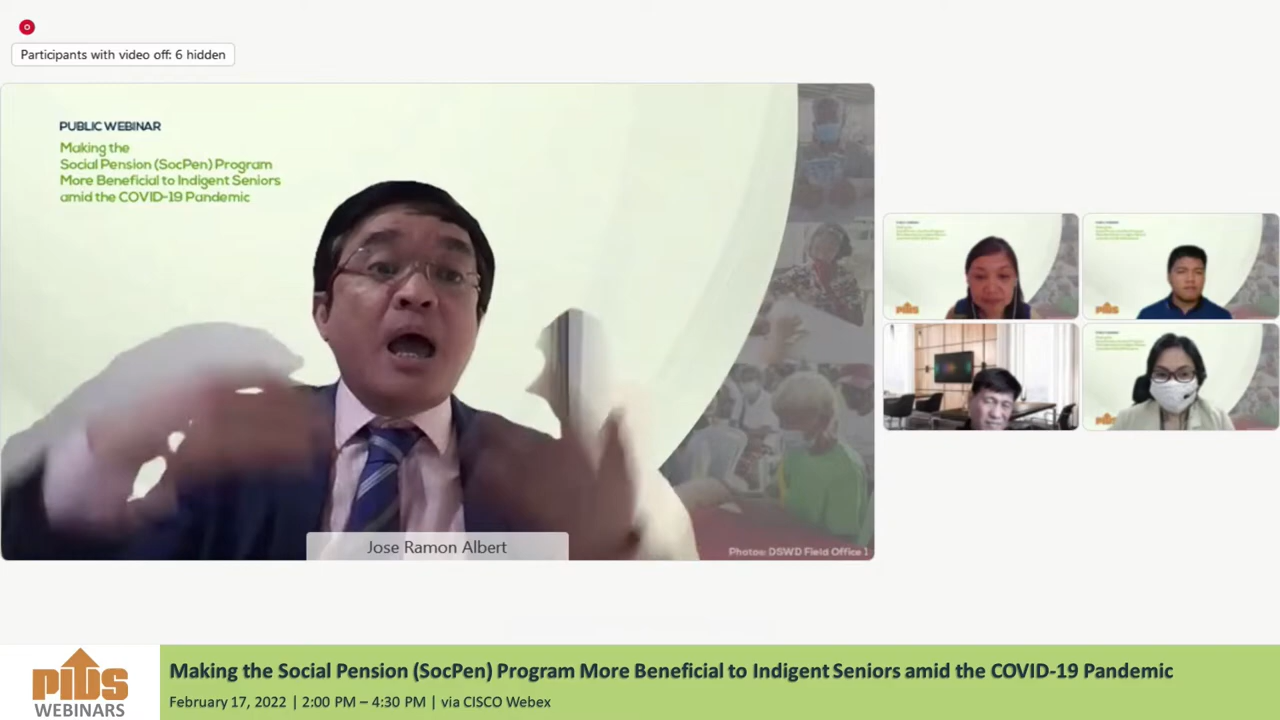 Participants with video off: 6 hidden
PUBLIC WEBINAR
Making the
Social Pension (SocPen) Program
More Beneficial to Indigent Seniors
amid the COVID-19 Pandemic
Jose Ramon Albert
Photos: DSWD Field Office 1
PIDS
PIDS
PIDS
PIDS
WEBINARS
Making the Social Pension (SocPen) Program More Beneficial to Indigent Seniors amid the COVID-19 Pandemic
February 17, 2022 | 2:00 PM – 4:30 PM | via CISCO Webex